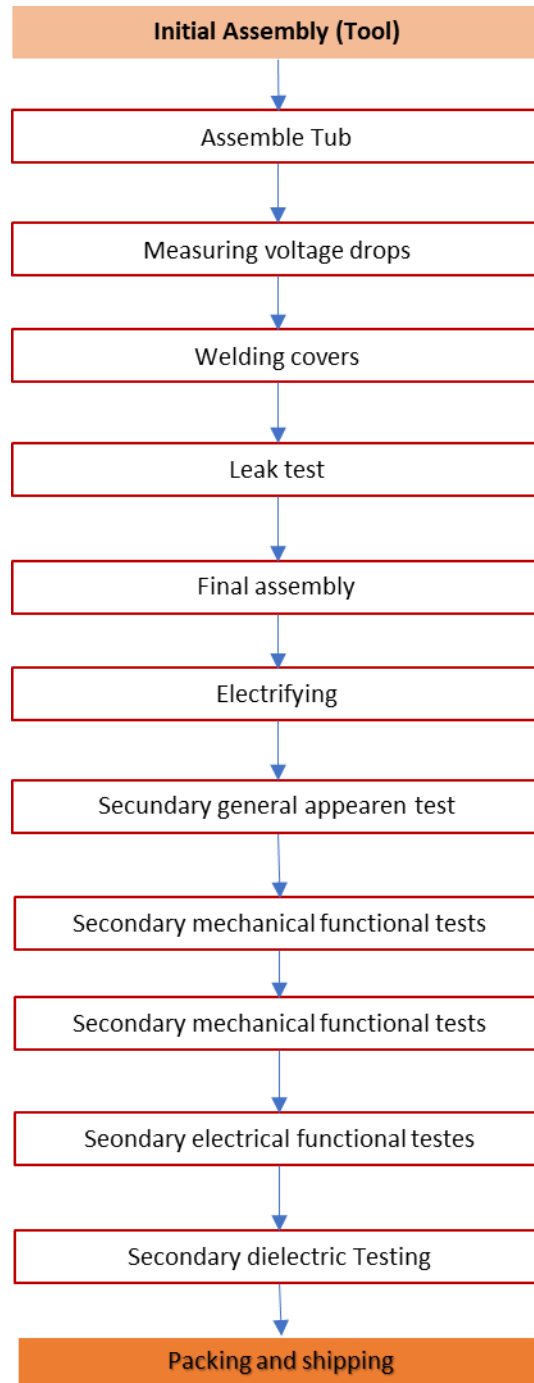 Initial Assembly (Tool)
Assemble Tub
Measuring voltage drops
Welding covers
Leak test
Final assembly
Electrifying
Secundary general appearen test
Secondary mechanical functional tests
Secondary mechanical functional tests
Seondary electrical functional testes
Secondary dielectric Testing
Packing and shipping